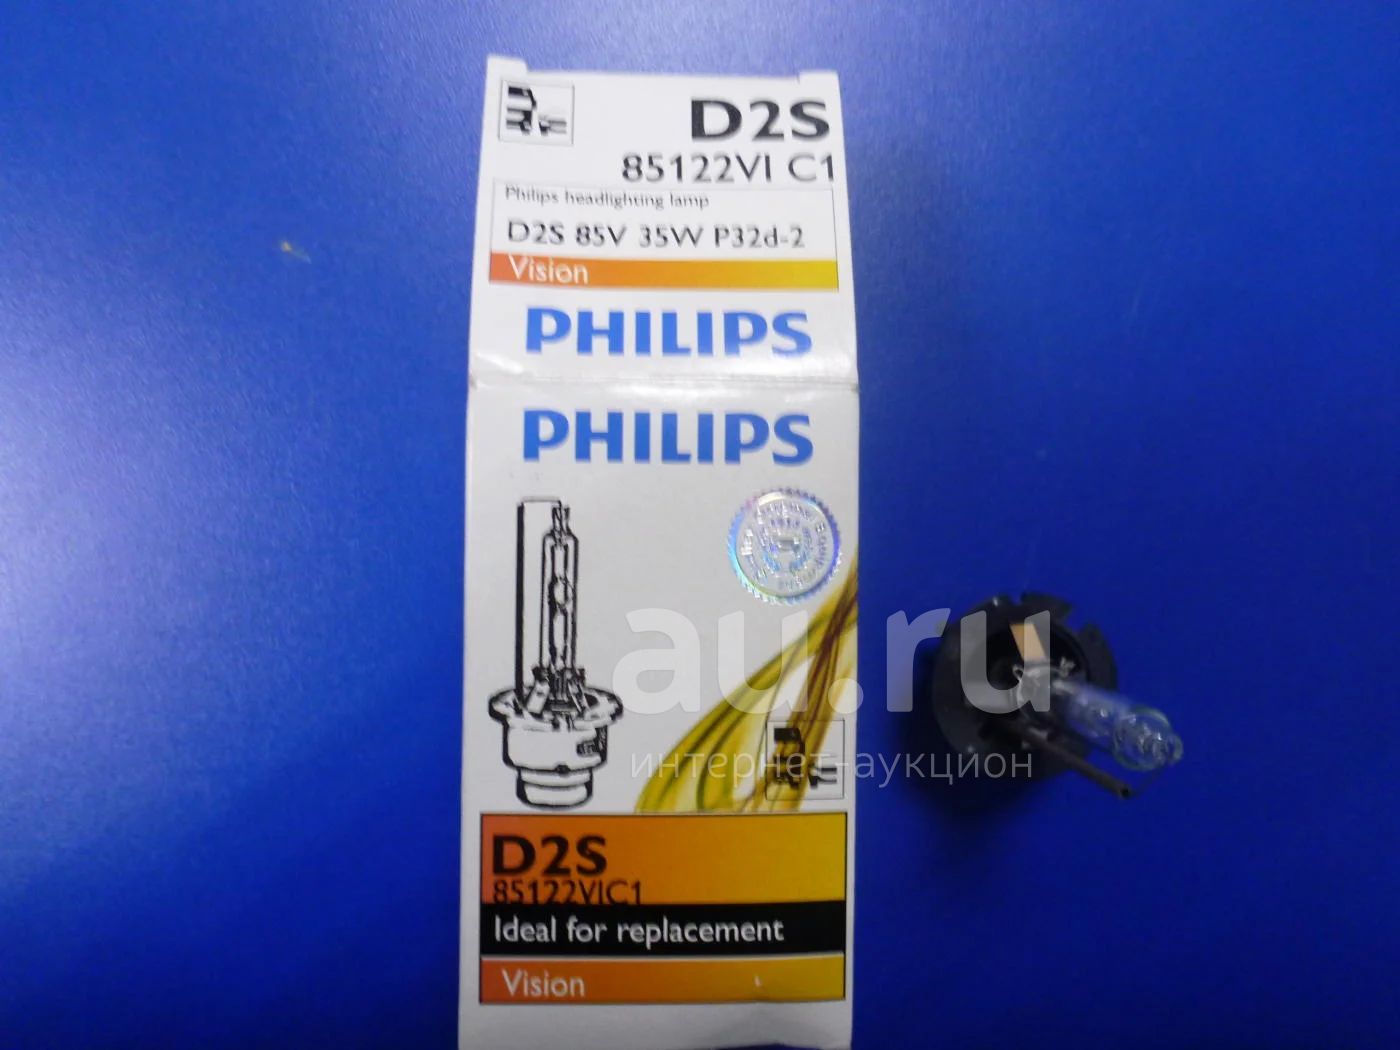 D2S
85122VI C1
Philips headlighting lamp
D2S 85V 35W P32d-2
Vision
PHILIPS
PHILIPS
au.ru
интернет-аукцион
D2S
85122VIC1
Ideal for replacement
Vision